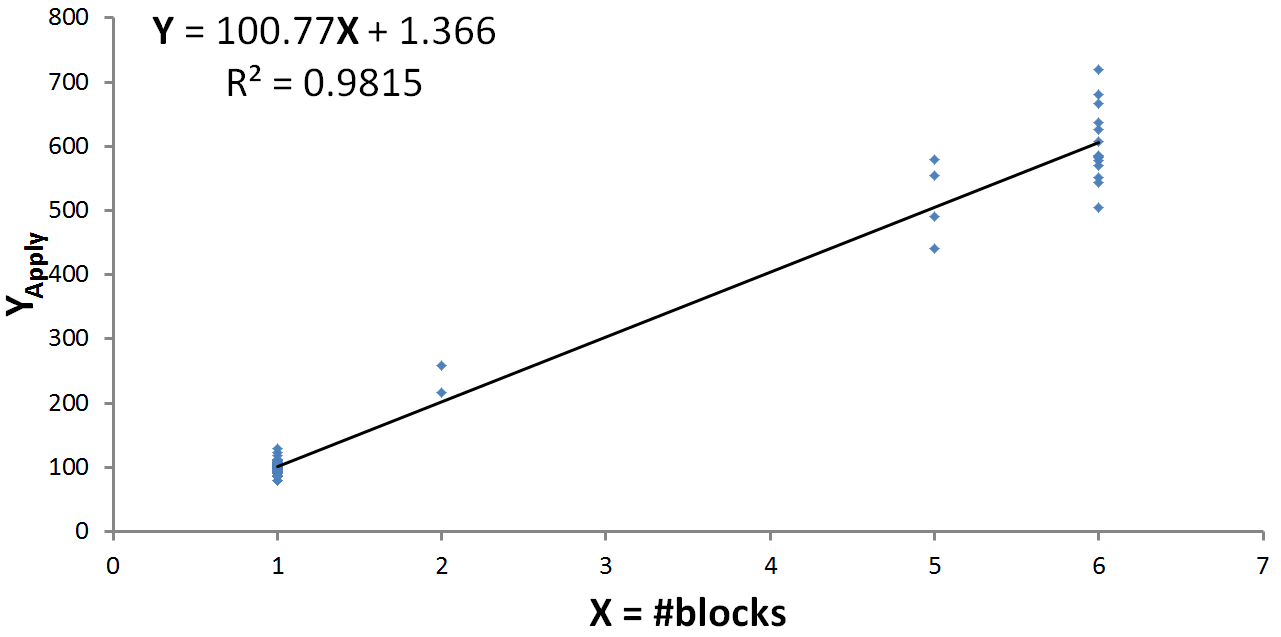 800
700
600
500
400
300
200
100
0
Y = 100.77X + 1.366
R² = 0.9815
Y_Apply
0 1 2 3 4 5 6 7
X = #blocks